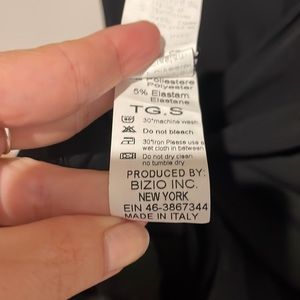 Poliestere
Polyester
5% Elastam
Elastane
TG.S
30°machine wash
Do not bleach
30°Iron Please use a
wet cloth in between
Do not dry clean
no tumble dry
PRODUCED BY:
BIZIO INC.
NEW YORK
EIN 46-3867344
MADE IN ITALY